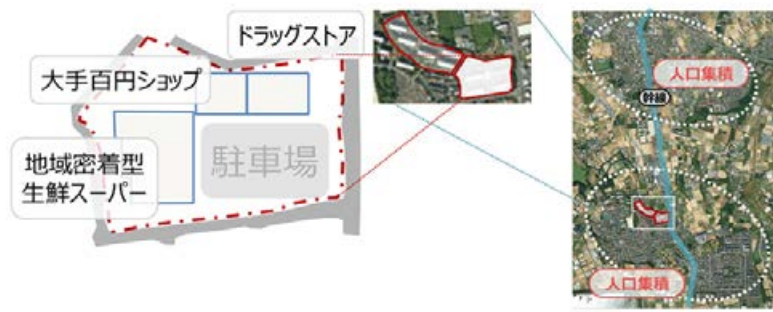 ドラッグストア
大手百円ショップ
地域密着型
生鮮スーパー
駐車場
人口集積
幹線
人口集積